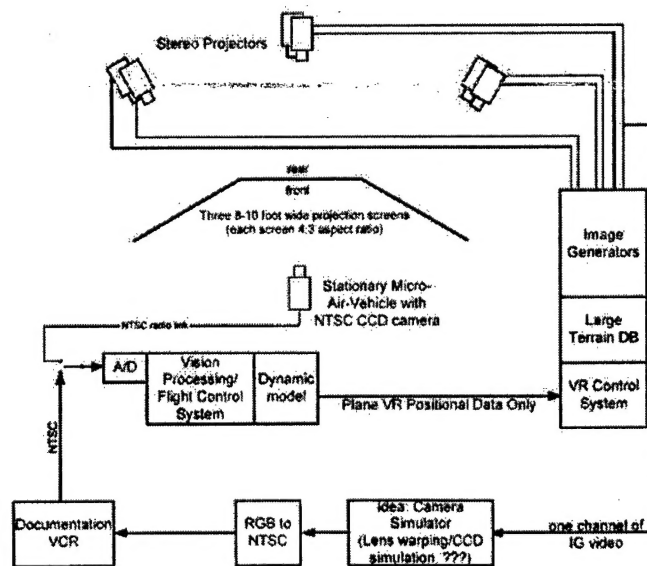 Stereo Projectors
rear
front
Three 8-10 foot wide projection screens
(each screen 4:3 aspect ratio)
Image
Generators
Stationary Micro-
Air-Vehicle with
NTSC CCD camera
NTSC radio link
Large
Terrain DB
A/D
Vision
Processing/
Flight Control
System
Dynamic
model
VR Control
System
Plane VR Positional Data Only
NTSC
Documentation
VCR
RGB to
NTSC
Idea: Camera
Simulator
(Lens warping/CCD
simulation, ???)
one channel of
IG video